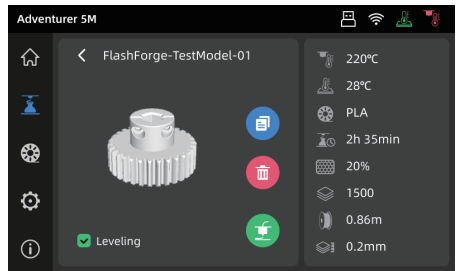 Adventurer 5M
FlashForge-TestModel-01
Leveling
220℃
28℃
PLA
2h 35min
20%
1500
0.86m
0.2mm